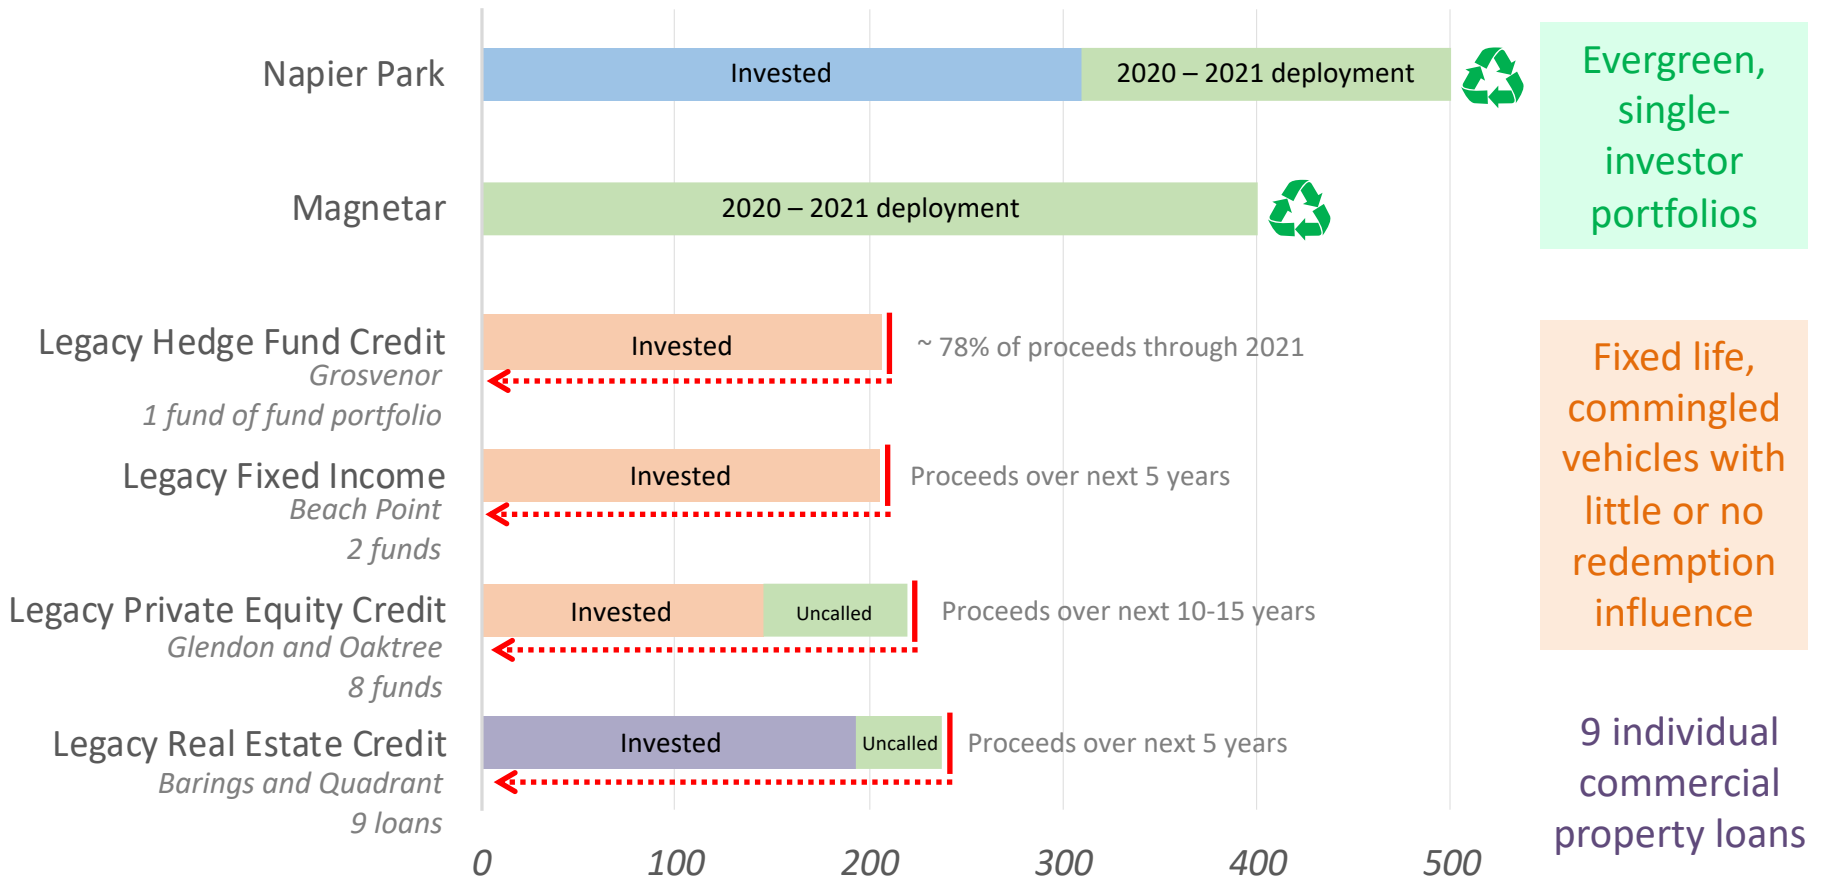 Napier Park
Invested
2020 – 2021 deployment
Magnetar
2020 – 2021 deployment
Legacy Hedge Fund Credit
Grosvenor
1 fund of fund portfolio
Invested
~ 78% of proceeds through 2021
Legacy Fixed Income
Beach Point
2 funds
Invested
Proceeds over next 5 years
Legacy Private Equity Credit
Glendon and Oaktree
8 funds
Invested
Uncalled
Proceeds over next 10-15 years
Legacy Real Estate Credit
Barings and Quadrant
9 loans
Invested
Uncalled
Proceeds over next 5 years
0 100 200 300 400 500
Evergreen,
single-
investor
portfolios
Fixed life,
commingled
vehicles with
little or no
redemption
influence
9 individual
commercial
property loans